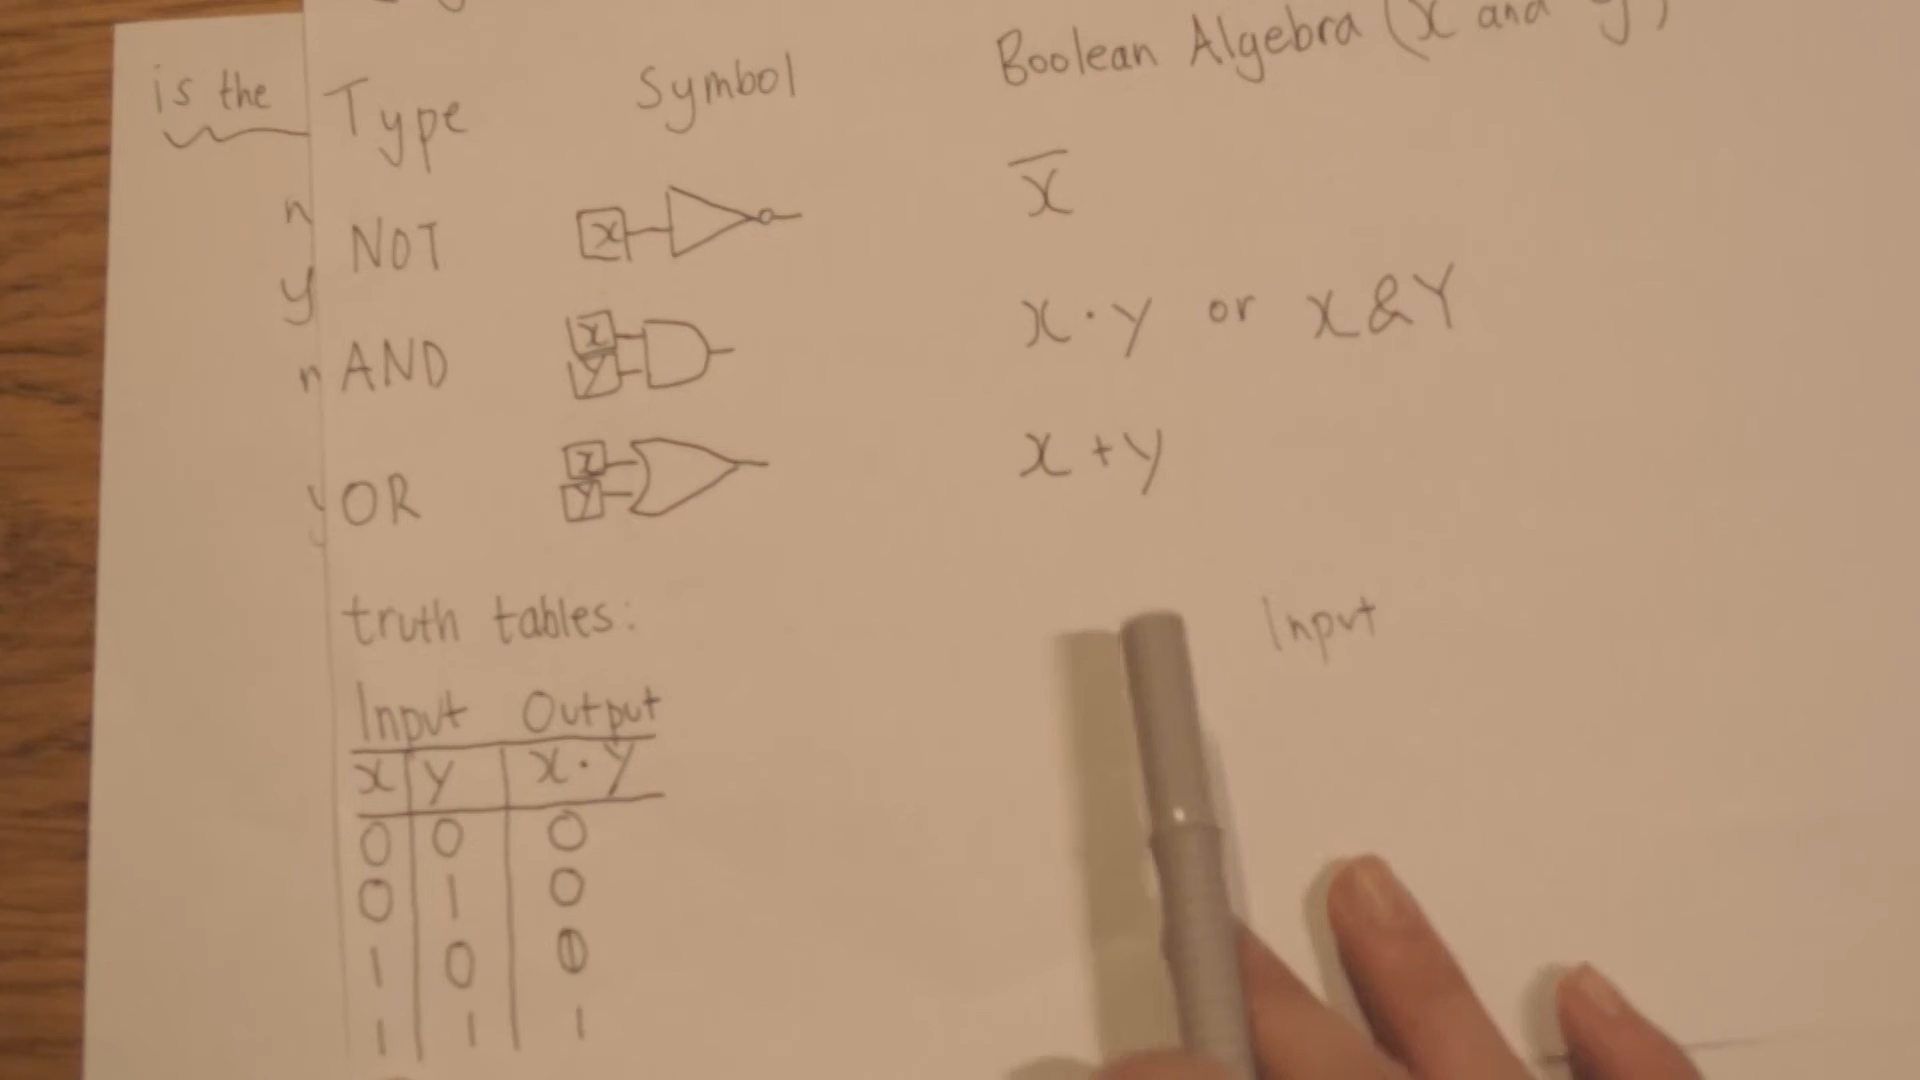 is the
Type Symbol Boolean Algebra (x and y)
n
NOT x x̅
y
AND x y x · y or x & Y
n
OR x y x + y
y
truth tables: Input
Input Output
x y x · y
0 0 0
0 1 0
1 0 0
1 1 1